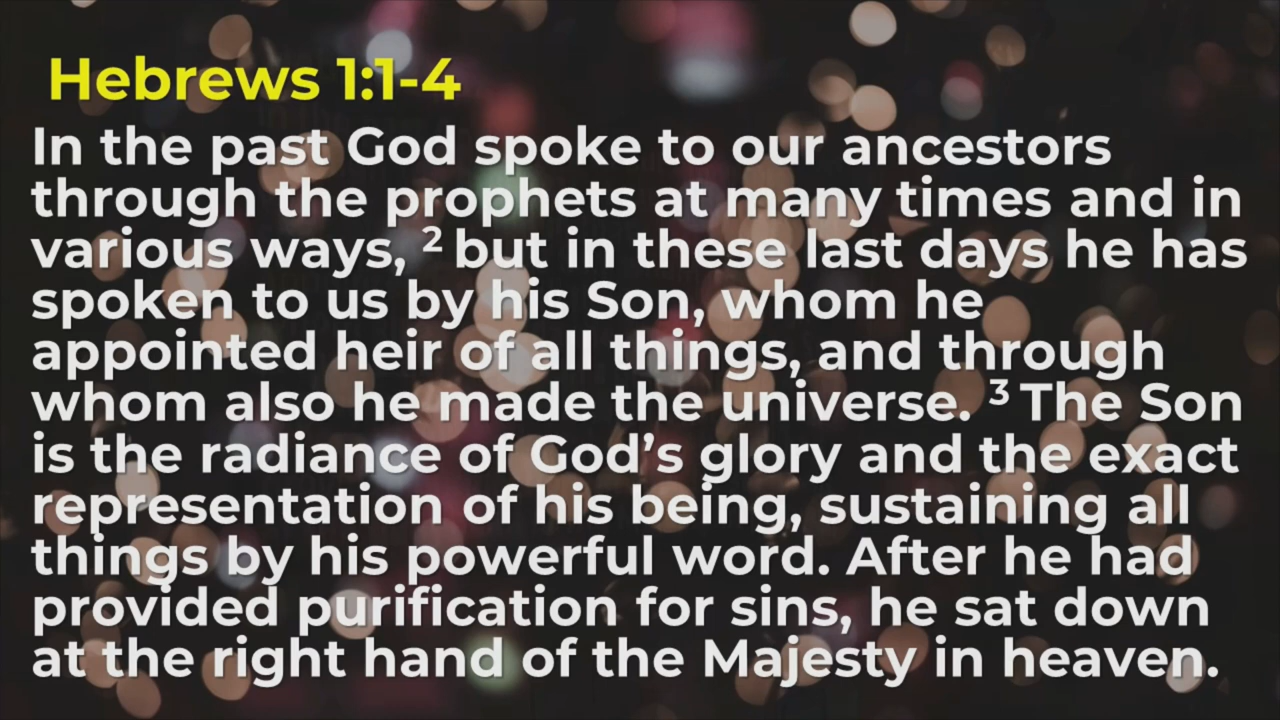 Hebrews 1:1-4
In the past God spoke to our ancestors
through the prophets at many times and in
various ways, ² but in these last days he has
spoken to us by his Son, whom he
appointed heir of all things, and through
whom also he made the universe. ³ The Son
is the radiance of God’s glory and the exact
representation of his being, sustaining all
things by his powerful word. After he had
provided purification for sins, he sat down
at the right hand of the Majesty in heaven.